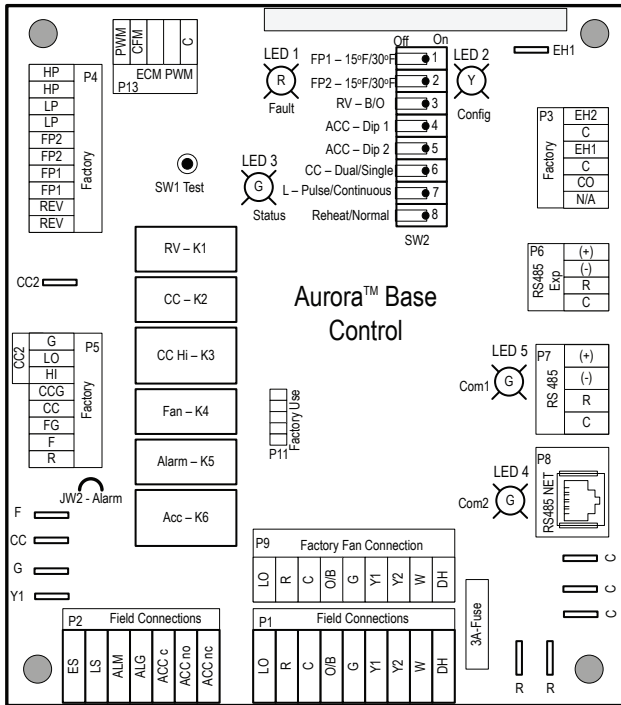 PWM
CFM
C
ECM PWM
P13
LED 1
R
Fault
Off On
FP1 – 15ºF/30ºF 1
FP2 – 15ºF/30ºF 2
RV – B/O 3
ACC – Dip 1 4
ACC – Dip 2 5
CC – Dual/Single 6
L – Pulse/Continuous 7
Reheat/Normal 8
SW2
LED 2
Y
Config
EH1
P4
HP
HP
LP
LP
FP2
FP2
FP1
FP1
REV
REV
Factory
SW1 Test
LED 3
G
Status
P3
Factory
EH2
C
EH1
C
CO
N/A
RV – K1
CC – K2
CC Hi – K3
Fan – K4
Alarm – K5
Acc – K6
Aurora™ Base
Control
CC2
P6
RS485
Exp
(+)
(-)
R
C
CC2
P5
G
LO
HI
CCG
CC
FG
F
R
Factory
JW2 - Alarm
P11
Factory Use
LED 5
Com1
G
P7
RS 485
(+)
(-)
R
C
LED 4
Com2
G
P8
RS485 NET
F
CC
G
Y1
P9 Factory Fan Connection
LO
R
C
O/B
G
Y1
Y2
W
DH
P2 Field Connections
ES
LS
ALM
ALG
ACC c
ACC no
ACC nc
P1 Field Connections
LO
R
C
O/B
G
Y1
Y2
W
DH
3A-Fuse
C
C
C
R R